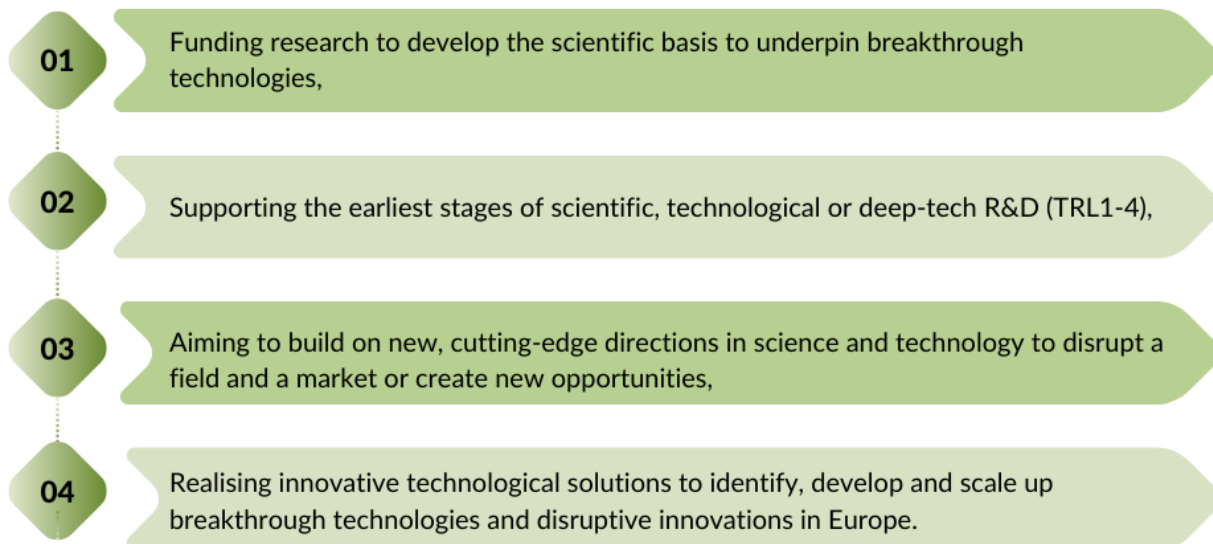 01
Funding research to develop the scientific basis to underpin breakthrough
technologies,
02
Supporting the earliest stages of scientific, technological or deep-tech R&D (TRL1-4),
03
Aiming to build on new, cutting-edge directions in science and technology to disrupt a
field and a market or create new opportunities,
04
Realising innovative technological solutions to identify, develop and scale up
breakthrough technologies and disruptive innovations in Europe.